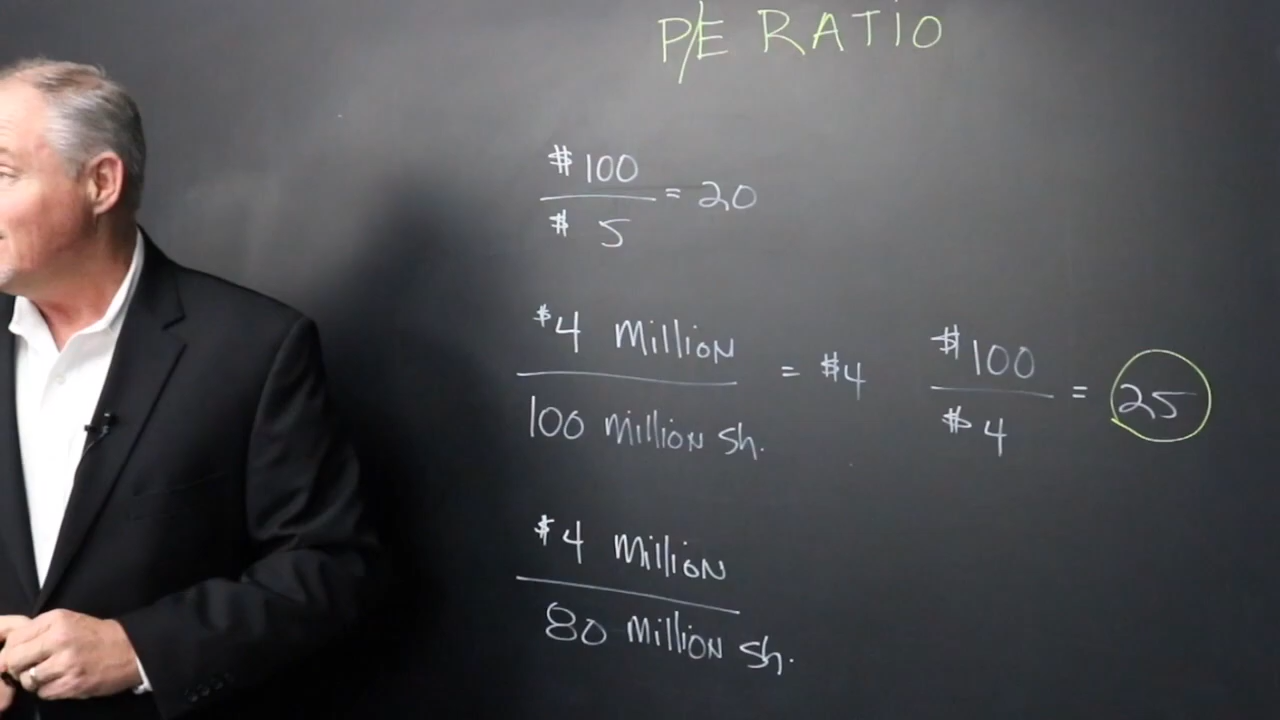 P/E RATIO
$ 100
$ 5
= 20
$4 Million
100 million Sh.
= $4
$100
$4
= 25
$4 Million
80 Million Sh.